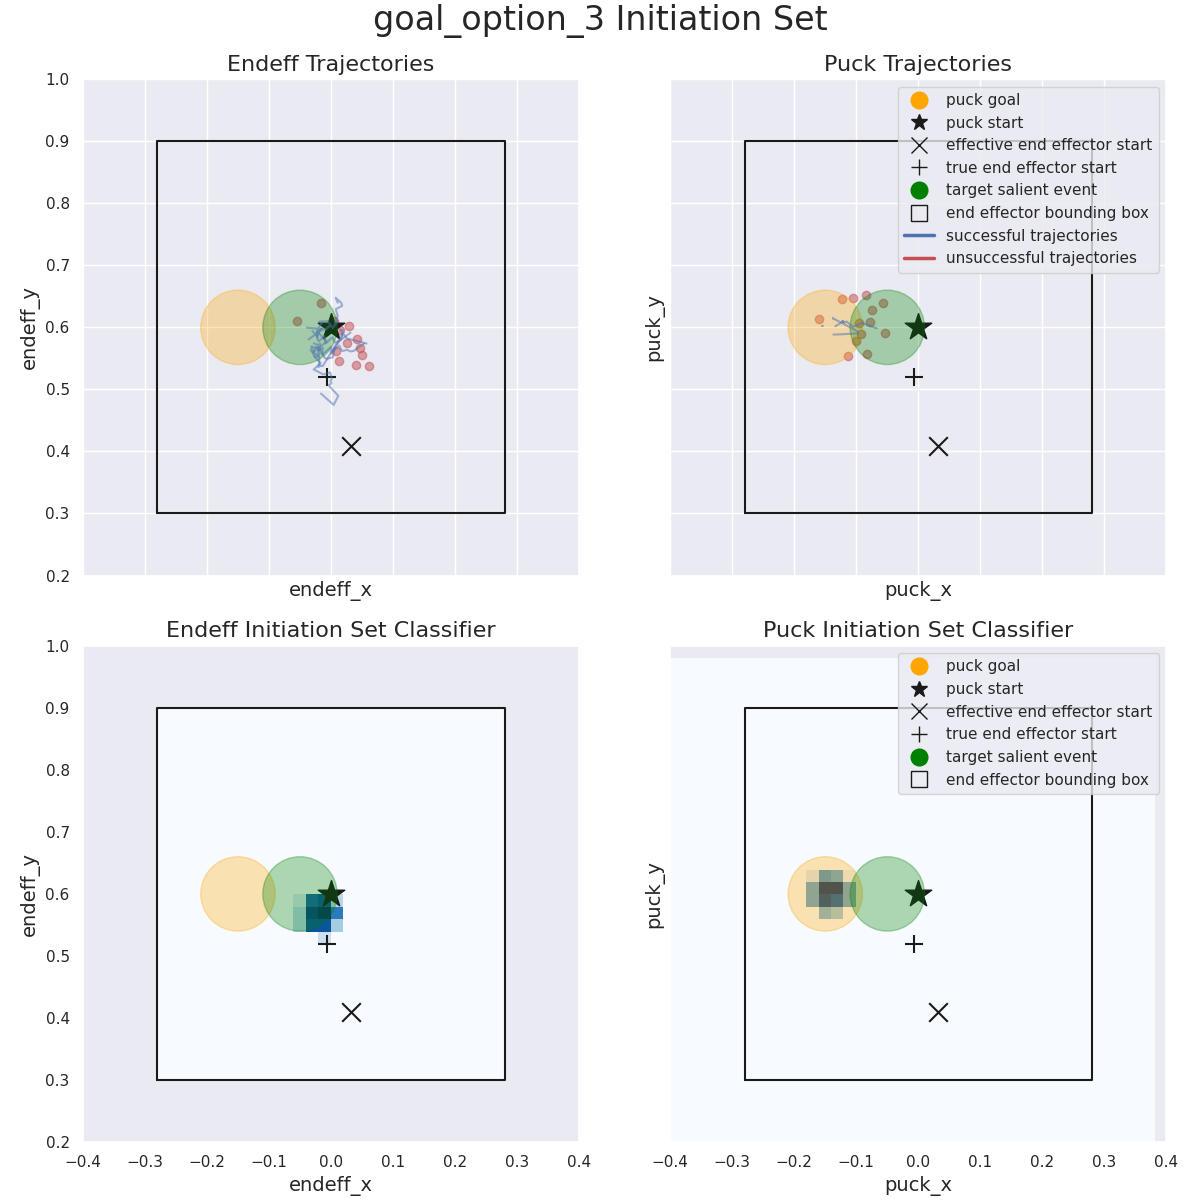 goal_option_3 Initiation Set
Endeff Trajectories
1.0
0.9
0.8
0.7
0.6
0.5
0.4
0.3
0.2
endeff_y
endeff_x
Puck Trajectories
puck goal
puck start
effective end effector start
true end effector start
target salient event
end effector bounding box
successful trajectories
unsuccessful trajectories
puck_y
puck_x
Endeff Initiation Set Classifier
1.0
0.9
0.8
0.7
0.6
0.5
0.4
0.3
0.2
endeff_y
−0.4 −0.3 −0.2 −0.1 0.0 0.1 0.2 0.3 0.4
endeff_x
Puck Initiation Set Classifier
puck goal
puck start
effective end effector start
true end effector start
target salient event
end effector bounding box
puck_y
−0.4 −0.3 −0.2 −0.1 0.0 0.1 0.2 0.3 0.4
puck_x